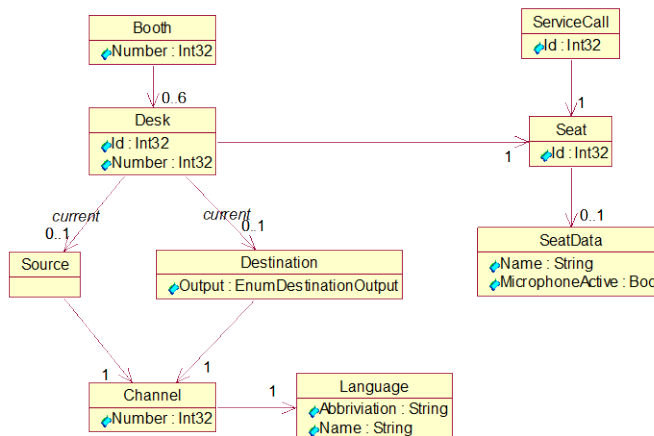 Booth
Number : Int32
0..6
Desk
Id : Int32
Number : Int32
ServiceCall
Id : Int32
1
Seat
Id : Int32
1
current
0..1
current
0..1
0..1
Source
Destination
Output : EnumDestinationOutput
SeatData
Name : String
MicrophoneActive : Boo
1
1
Channel
Number : Int32
1
Language
Abbriviation : String
Name : String